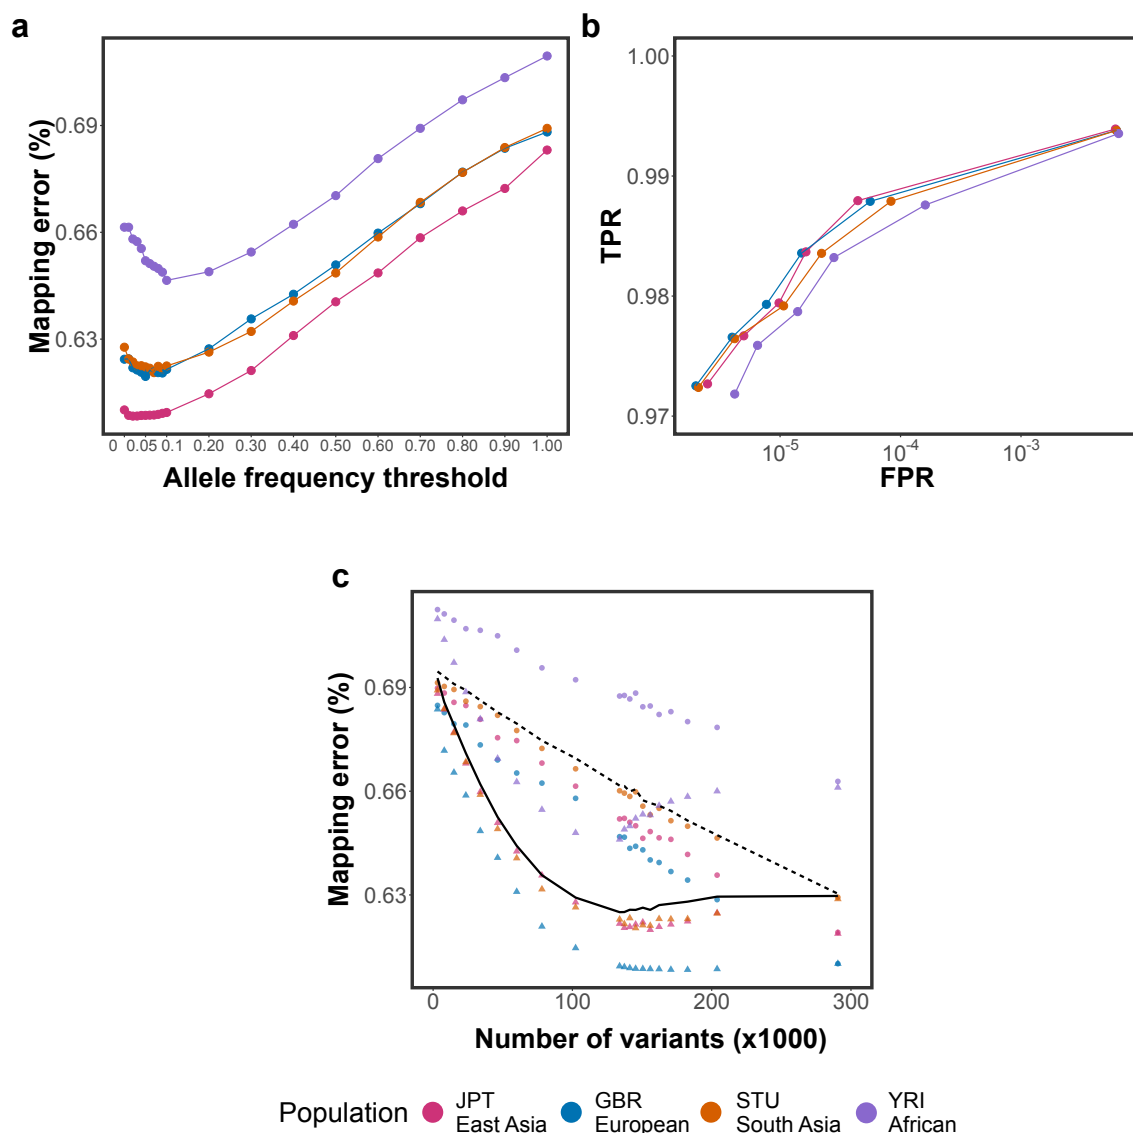 a
0.69
0.66
0.63
Mapping error (%)
0 0.05 0.1 0.20 0.30 0.40 0.50 0.60 0.70 0.80 0.90 1.00
Allele frequency threshold
b
1.00
0.99
0.98
0.97
TPR
10-5 10-4 10-3
FPR
c
0.69
0.66
0.63
Mapping error (%)
0 100 200 300
Number of variants (x1000)
Population
JPT
East Asia
GBR
European
STU
South Asia
YRI
African